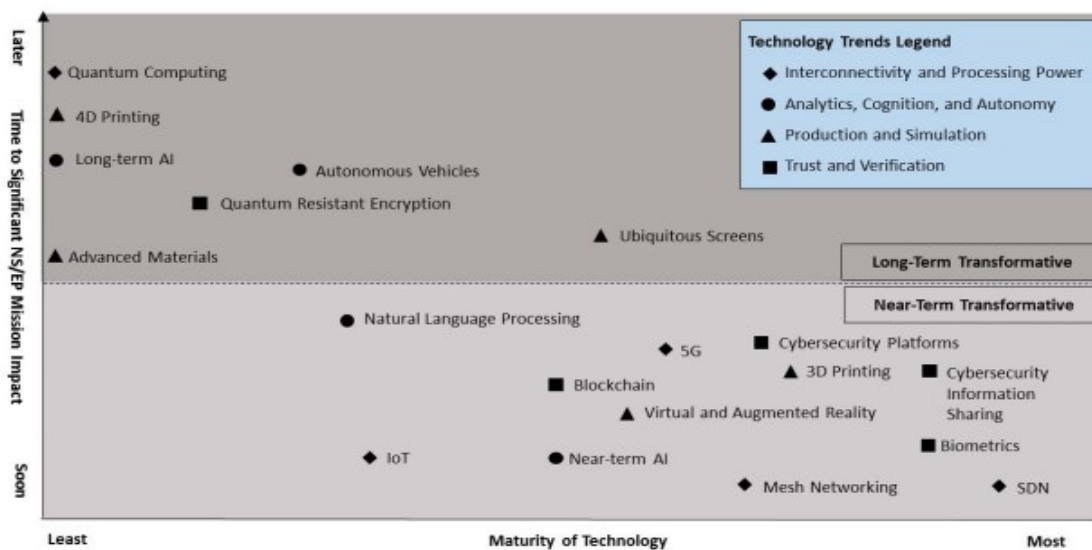 Later
Time to Significant NS/EP Mission Impact
Soon
Technology Trends Legend
Interconnectivity and Processing Power
Analytics, Cognition, and Autonomy
Production and Simulation
Trust and Verification
Quantum Computing
4D Printing
Long-term AI
Autonomous Vehicles
Quantum Resistant Encryption
Ubiquitous Screens
Advanced Materials
Long-Term Transformative
Near-Term Transformative
Natural Language Processing
5G
Cybersecurity Platforms
3D Printing
Cybersecurity
Information
Sharing
Blockchain
Virtual and Augmented Reality
Biometrics
IoT
Near-term AI
Mesh Networking
SDN
Least
Maturity of Technology
Most